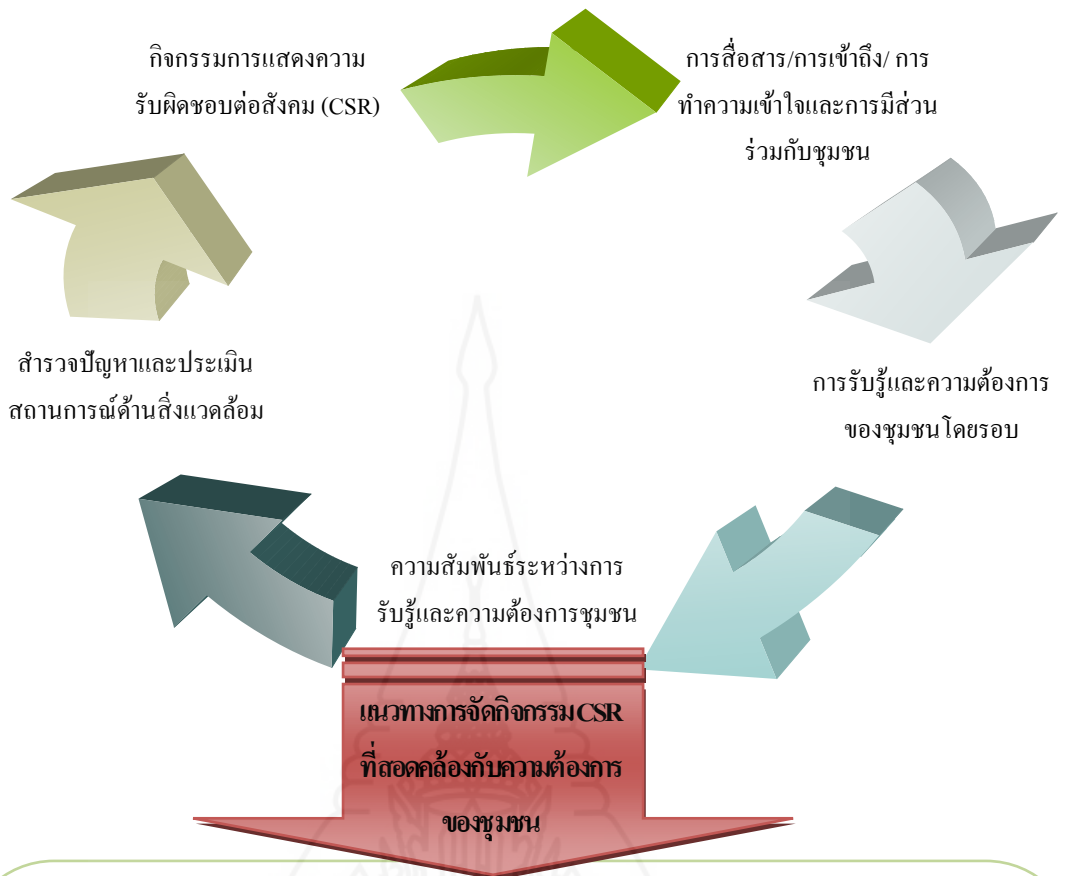 กิจกรรมการแสดงความ
รับผิดชอบต่อสังคม (CSR)
การสื่อสาร/การเข้าถึง/ การ
ทำความเข้าใจและการมีส่วน
ร่วมกับชุมชน
การรับรู้และความต้องการ
ของชุมชนโดยรอบ
สำรวจปัญหาและประเมิน
สถานการณ์ด้านสิ่งแวดล้อม
ความสัมพันธ์ระหว่างการ
รับรู้และความต้องการชุมชน
แนวทางการจัดกิจกรรม CSR
ที่สอดคล้องกับความต้องการ
ของชุมชน